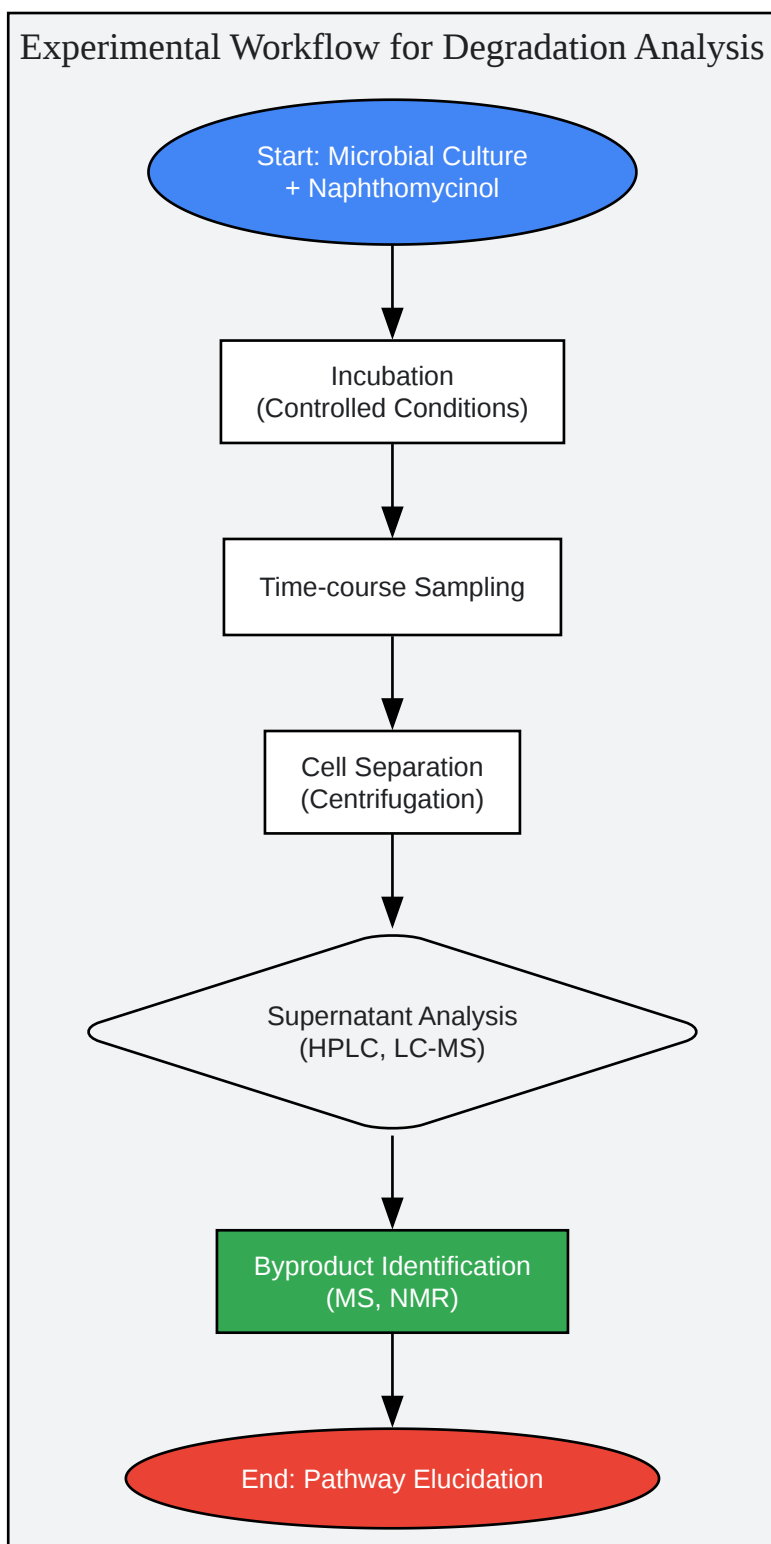 Experimental Workflow for Degradation Analysis
Start: Microbial Culture
+ Naphthomycinol
Incubation
(Controlled Conditions)
Time-course Sampling
Cell Separation
(Centrifugation)
Supernatant Analysis
(HPLC, LC-MS)
Byproduct Identification
(MS, NMR)
End: Pathway Elucidation